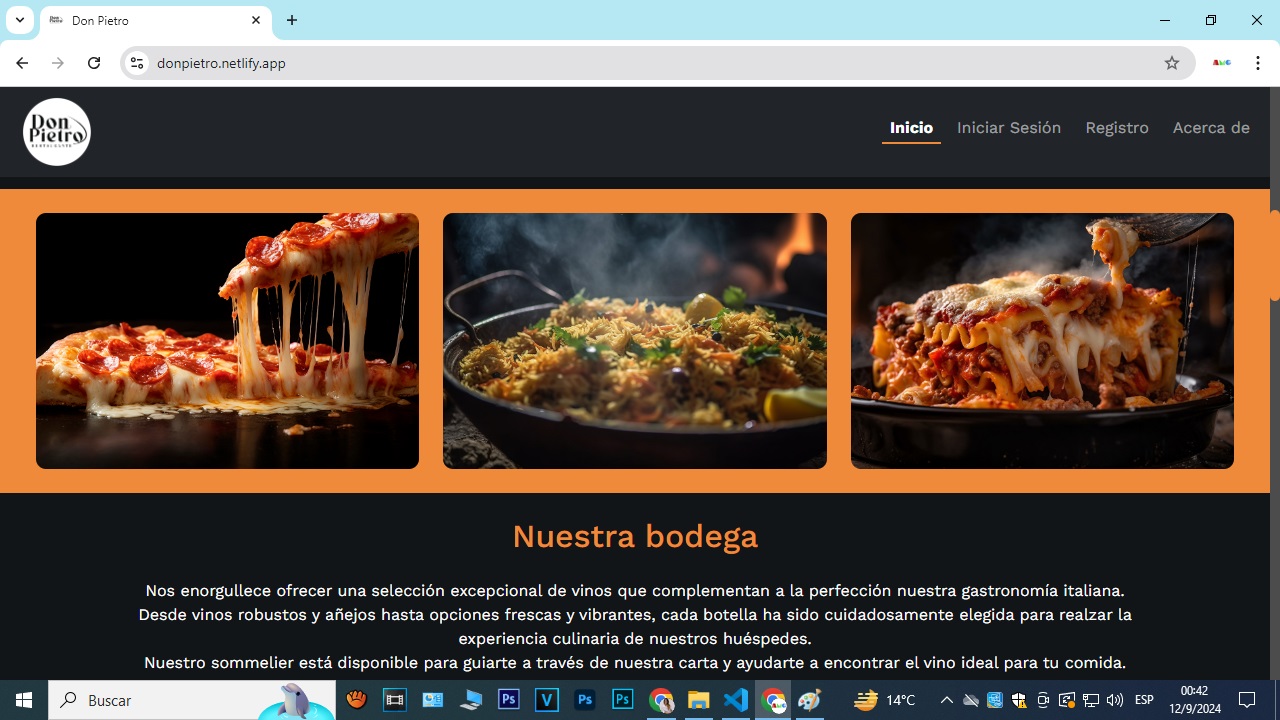 Don Pietro
donpietro.netlify.app
Don
Pietro
RESTAURANTE
Inicio
Iniciar Sesión
Registro
Acerca de
Nuestra bodega
Nos enorgullece ofrecer una selección excepcional de vinos que complementan a la perfección nuestra gastronomía italiana.
Desde vinos robustos y añejos hasta opciones frescas y vibrantes, cada botella ha sido cuidadosamente elegida para realzar la
experiencia culinaria de nuestros huéspedes.
Nuestro sommelier está disponible para guiarte a través de nuestra carta y ayudarte a encontrar el vino ideal para tu comida.
Buscar
Ps
V
Ps
Ps
14°C
ESP
00:42
12/9/2024